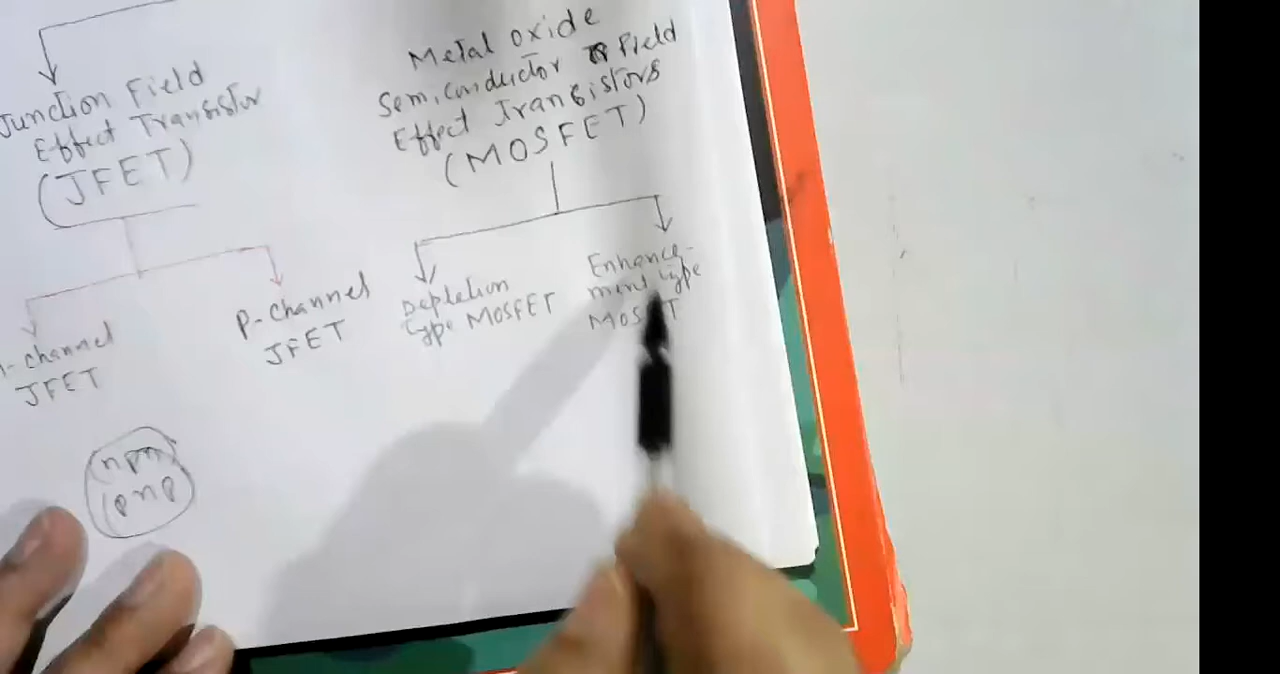 Junction Field
Effect Transistor
(JFET)
Metal Oxide
Semiconductor Field
Effect Transistors
(MOSFET)
n-channel
JFET
P-channel
JFET
Depletion
type MOSFET
Enhance-
ment type
MOSFET
npn
pnp